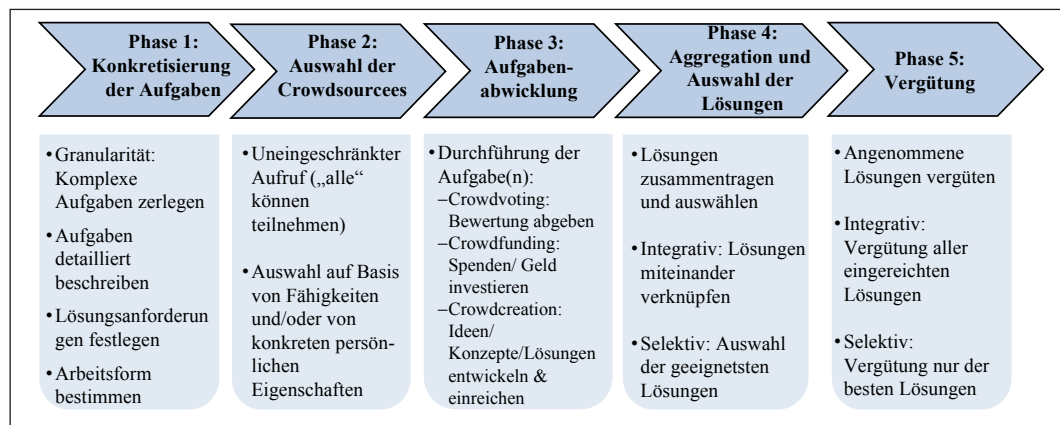 Phase 1:
Konkretisierung
der Aufgaben
Phase 2:
Auswahl der
Crowdsourcees
Phase 3:
Aufgaben-
abwicklung
Phase 4:
Aggregation und
Auswahl der
Lösungen
Phase 5:
Vergütung
•Granularität:
Komplexe
Aufgaben zerlegen
•Aufgaben
detailliert
beschreiben
•Lösungsanforderun
gen festlegen
•Arbeitsform
bestimmen
•Uneingeschränkter
Aufruf („alle“
können
teilnehmen)
•Auswahl auf Basis
von Fähigkeiten
und/oder von
konkreten persön-
lichen
Eigenschaften
•Durchführung der
Aufgabe(n):
–Crowdvoting:
Bewertung abgeben
–Crowdfunding:
Spenden/ Geld
investieren
–Crowdcreation:
Ideen/
Konzepte/Lösungen
entwickeln &
einreichen
•Lösungen
zusammentragen
und auswählen
•Integrativ: Lösungen
miteinander
verknüpfen
•Selektiv: Auswahl
der geeignetsten
Lösungen
•Angenommene
Lösungen vergüten
•Integrativ:
Vergütung aller
eingereichten
Lösungen
•Selektiv:
Vergütung nur der
besten Lösungen